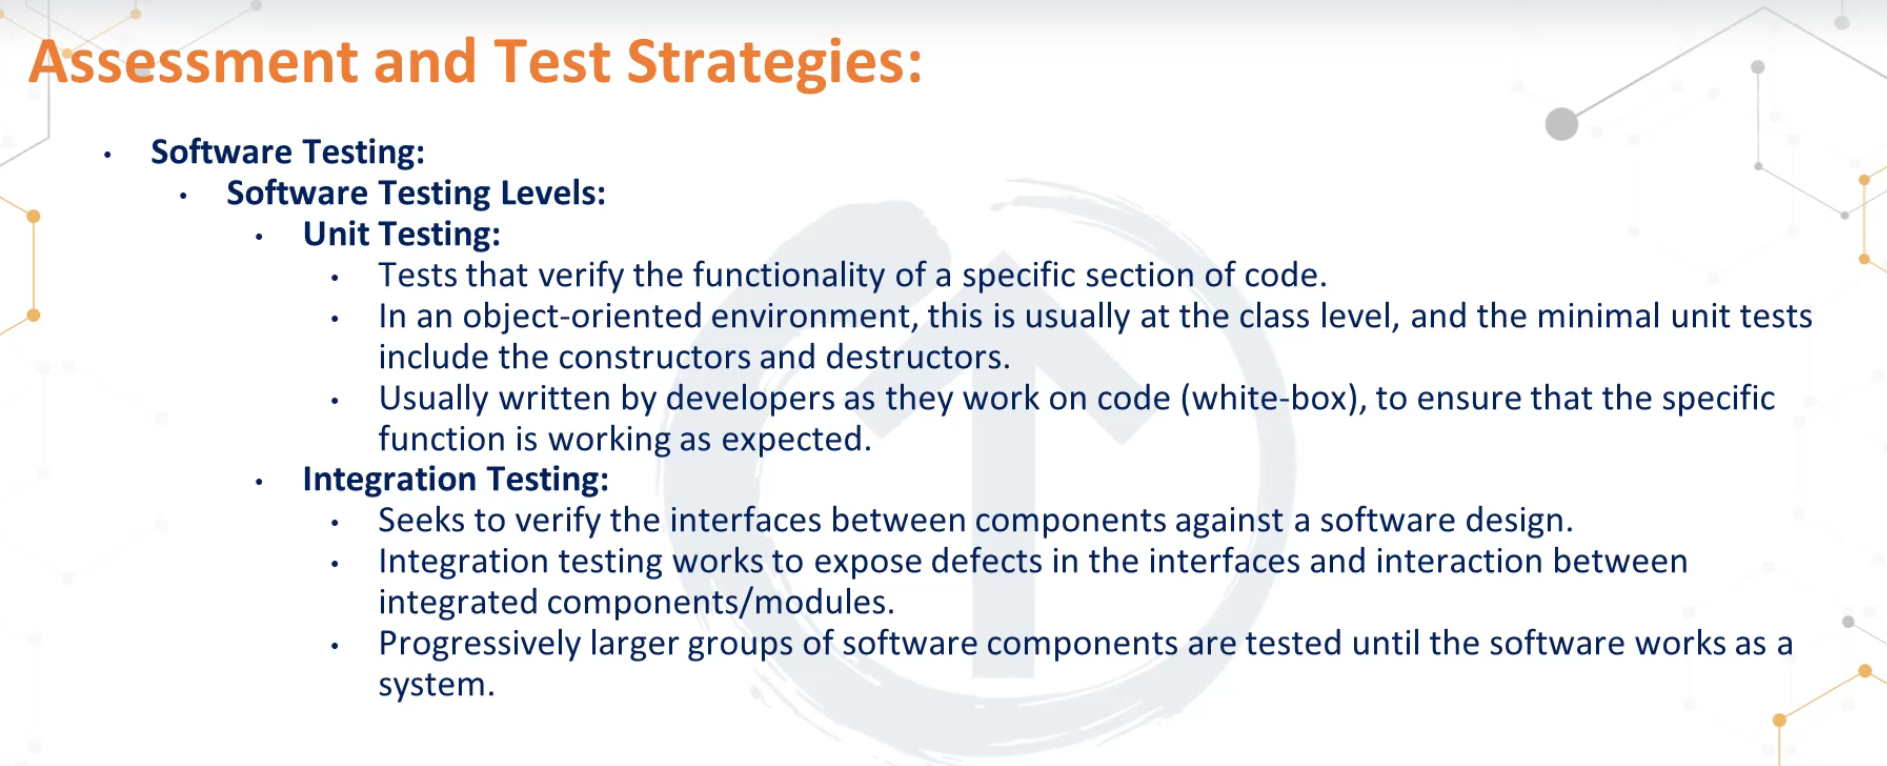 Assessment and Test Strategies:
• Software Testing:
• Software Testing Levels:
• Unit Testing:
• Tests that verify the functionality of a specific section of code.
• In an object-oriented environment, this is usually at the class level, and the minimal unit tests
include the constructors and destructors.
• Usually written by developers as they work on code (white-box), to ensure that the specific
function is working as expected.
• Integration Testing:
• Seeks to verify the interfaces between components against a software design.
• Integration testing works to expose defects in the interfaces and interaction between
integrated components/modules.
• Progressively larger groups of software components are tested until the software works as a
system.